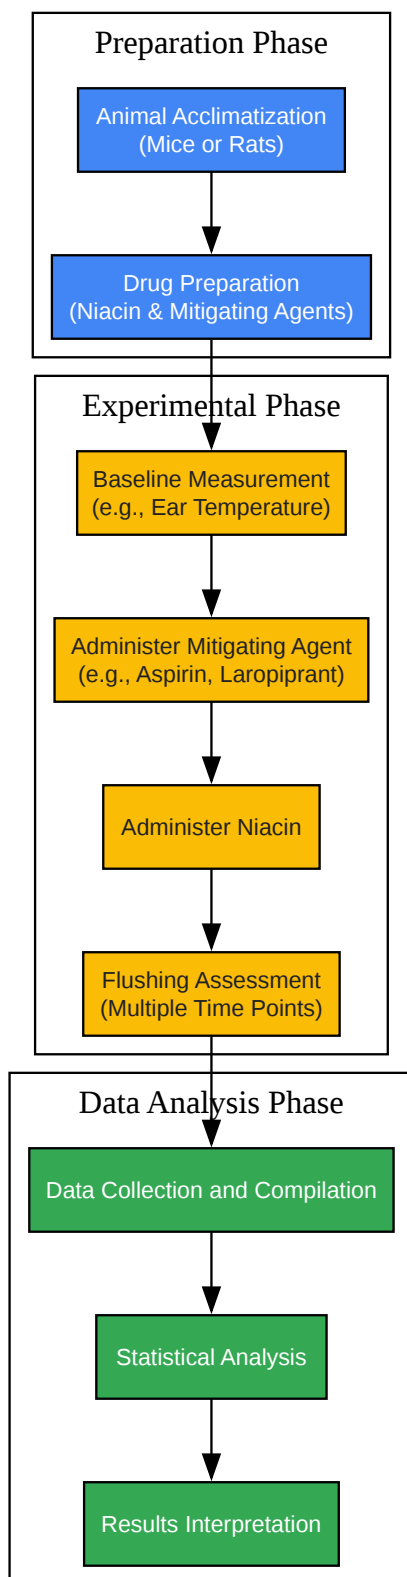 Preparation Phase
Animal Acclimatization
(Mice or Rats)
Drug Preparation
(Niacin & Mitigating Agents)
Experimental Phase
Baseline Measurement
(e.g., Ear Temperature)
Administer Mitigating Agent
(e.g., Aspirin, Laropiprant)
Administer Niacin
Flushing Assessment
(Multiple Time Points)
Data Analysis Phase
Data Collection and Compilation
Statistical Analysis
Results Interpretation